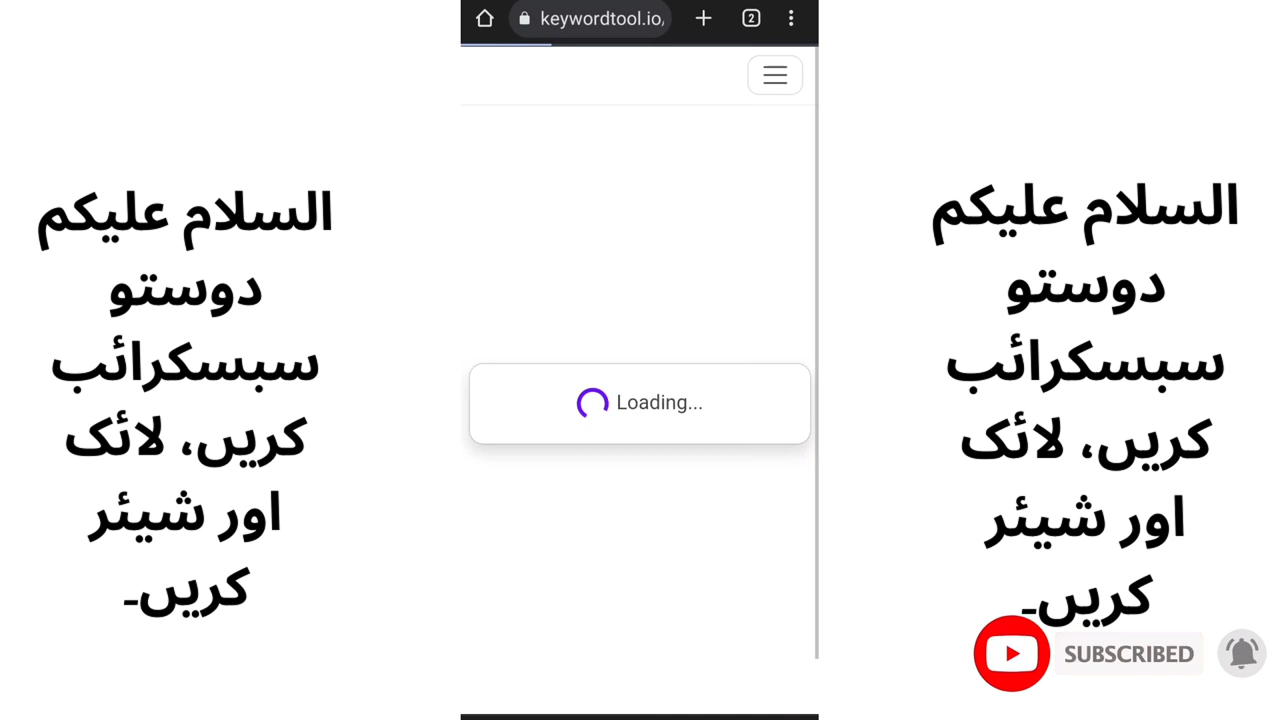 keywordtool.io,
2
السلام علیکم
دوستو
سبسکرائب
کریں، لائک
اور شیئر
کریں۔
Loading...
السلام علیکم
دوستو
سبسکرائب
کریں، لائک
اور شیئر
کریں۔
SUBSCRIBED